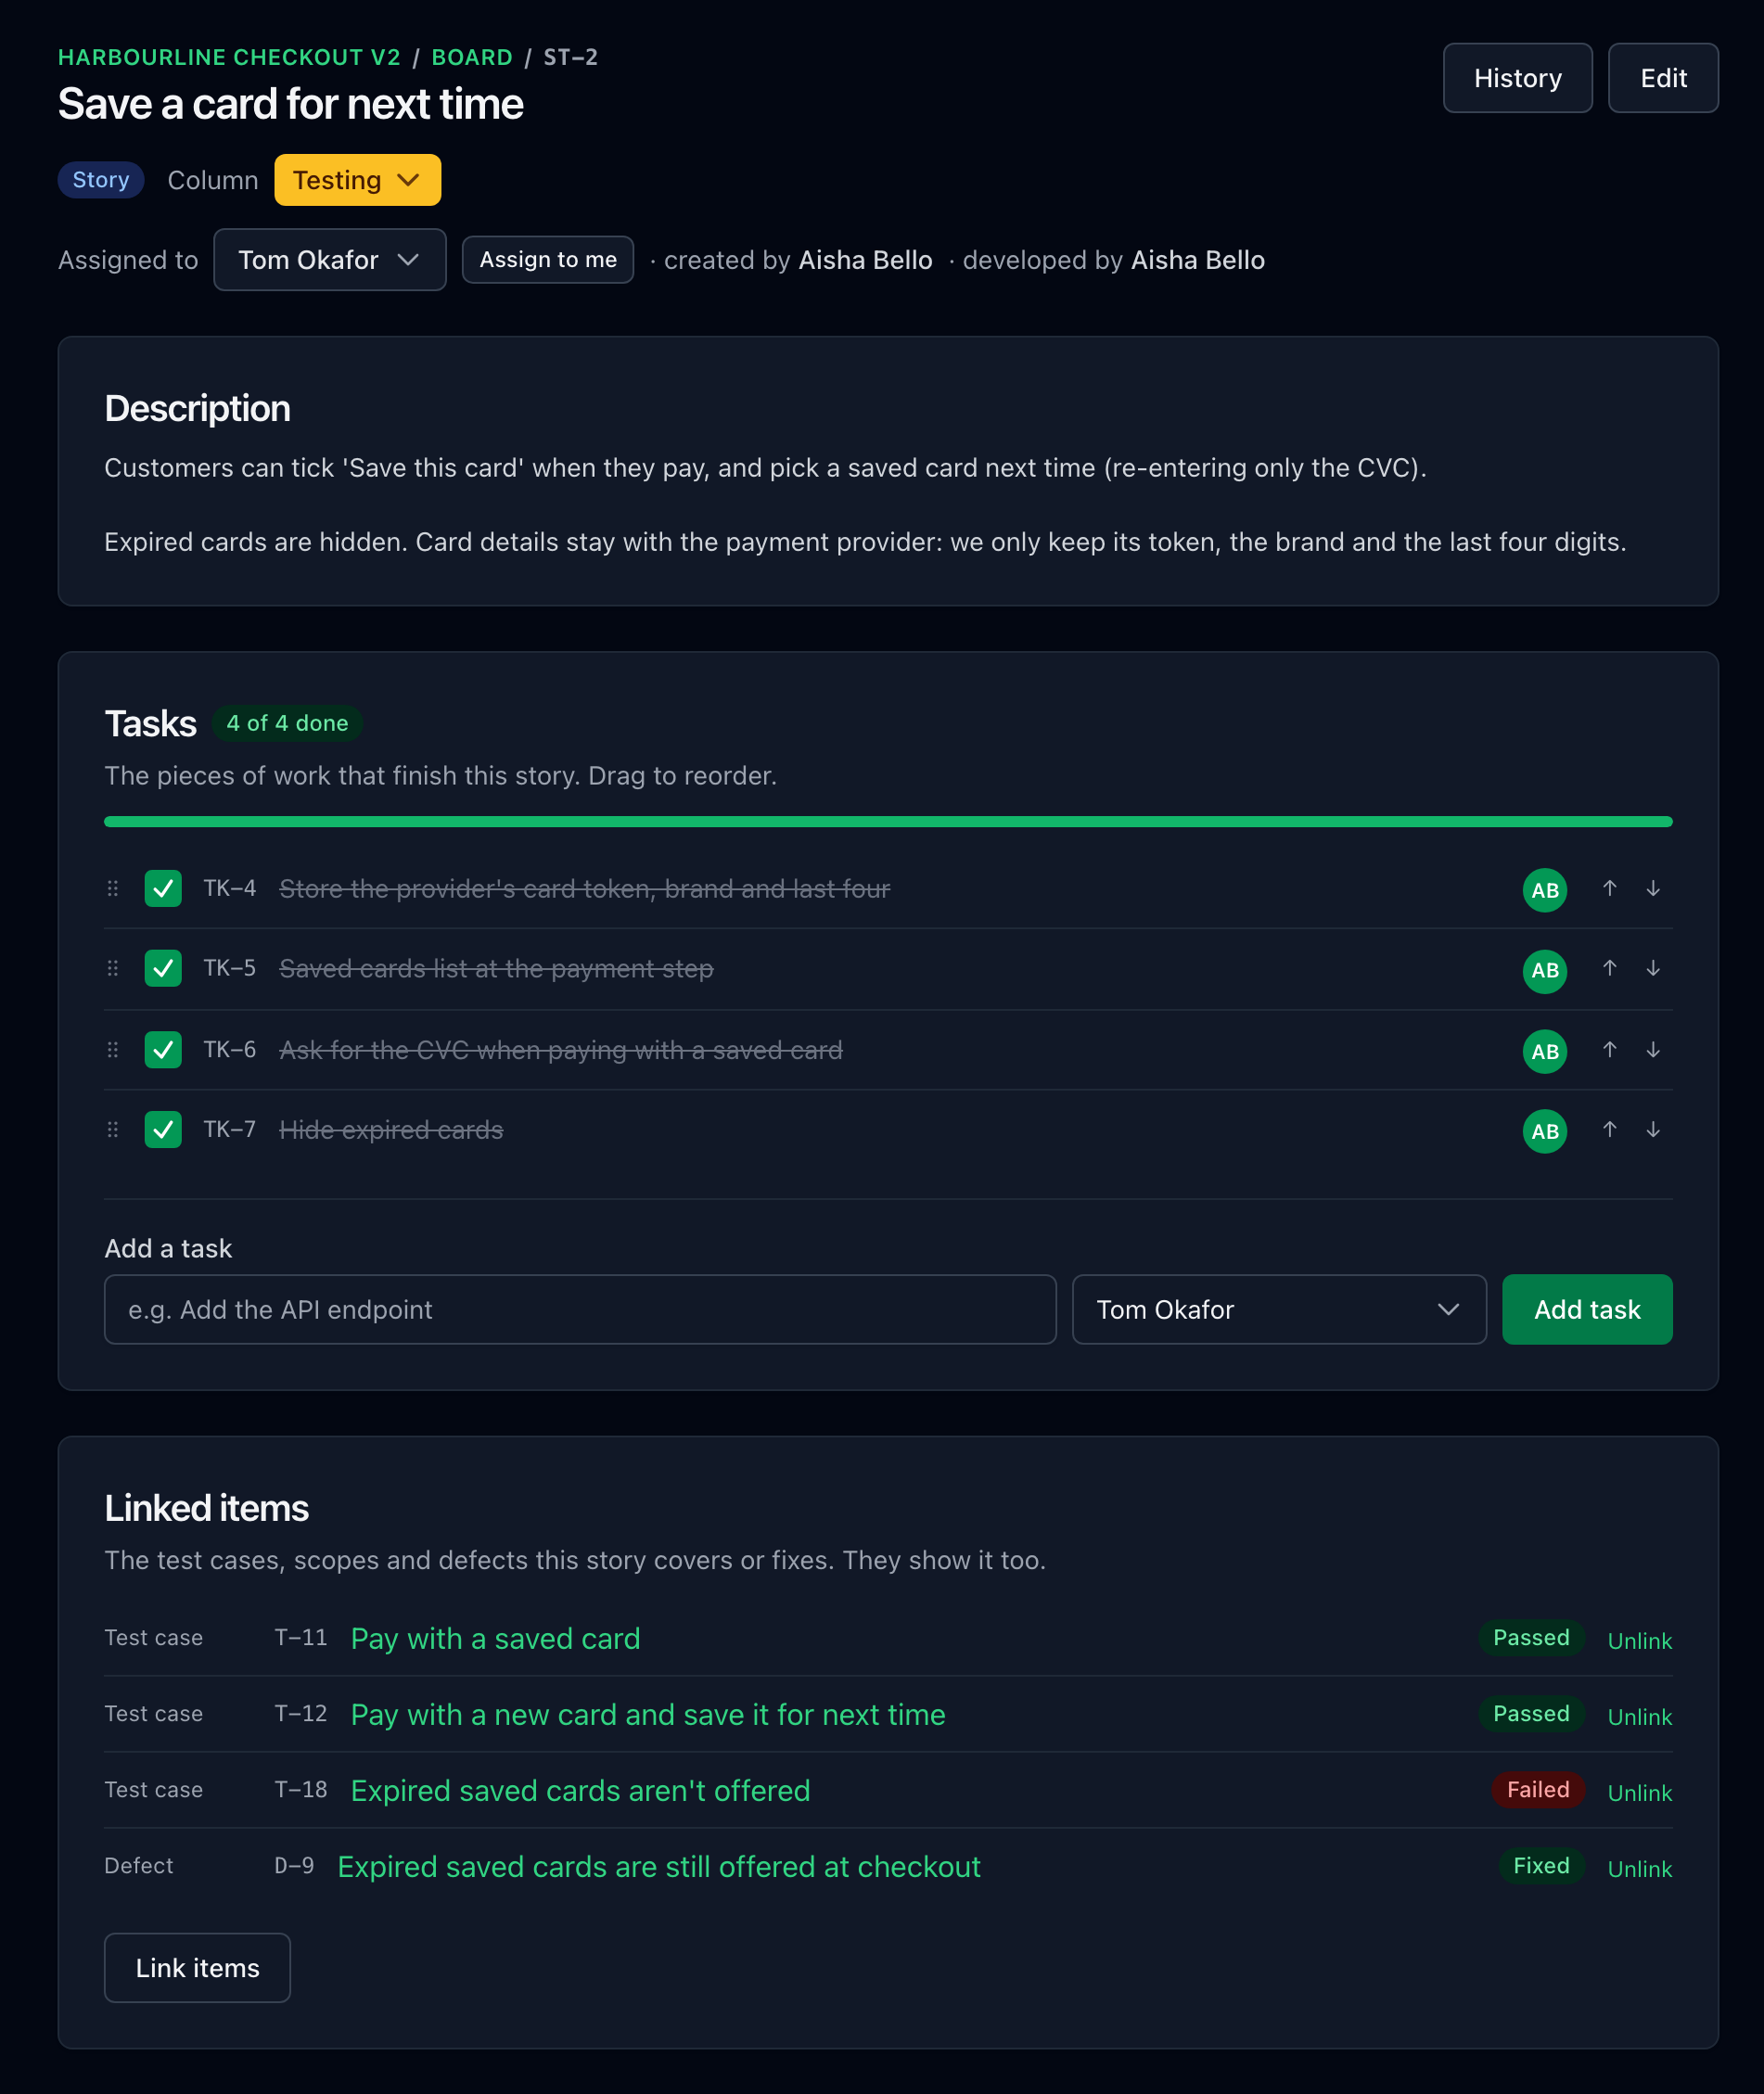 HARBOURLINE CHECKOUT V2 / BOARD / ST-2
Save a card for next time
History
Edit
Story
Column
Testing
Assigned to
Tom Okafor
Assign to me
· created by Aisha Bello
· developed by Aisha Bello
Description
Customers can tick 'Save this card' when they pay, and pick a saved card next time (re-entering only the CVC).
Expired cards are hidden. Card details stay with the payment provider: we only keep its token, the brand and the last four digits.
Tasks
4 of 4 done
The pieces of work that finish this story. Drag to reorder.
TK-4 Store the provider's card token, brand and last four AB
TK-5 Saved cards list at the payment step AB
TK-6 Ask for the CVC when paying with a saved card AB
TK-7 Hide expired cards AB
Add a task
e.g. Add the API endpoint
Tom Okafor
Add task
Linked items
The test cases, scopes and defects this story covers or fixes. They show it too.
Test case T-11 Pay with a saved card Passed Unlink
Test case T-12 Pay with a new card and save it for next time Passed Unlink
Test case T-18 Expired saved cards aren't offered Failed Unlink
Defect D-9 Expired saved cards are still offered at checkout Fixed Unlink
Link items